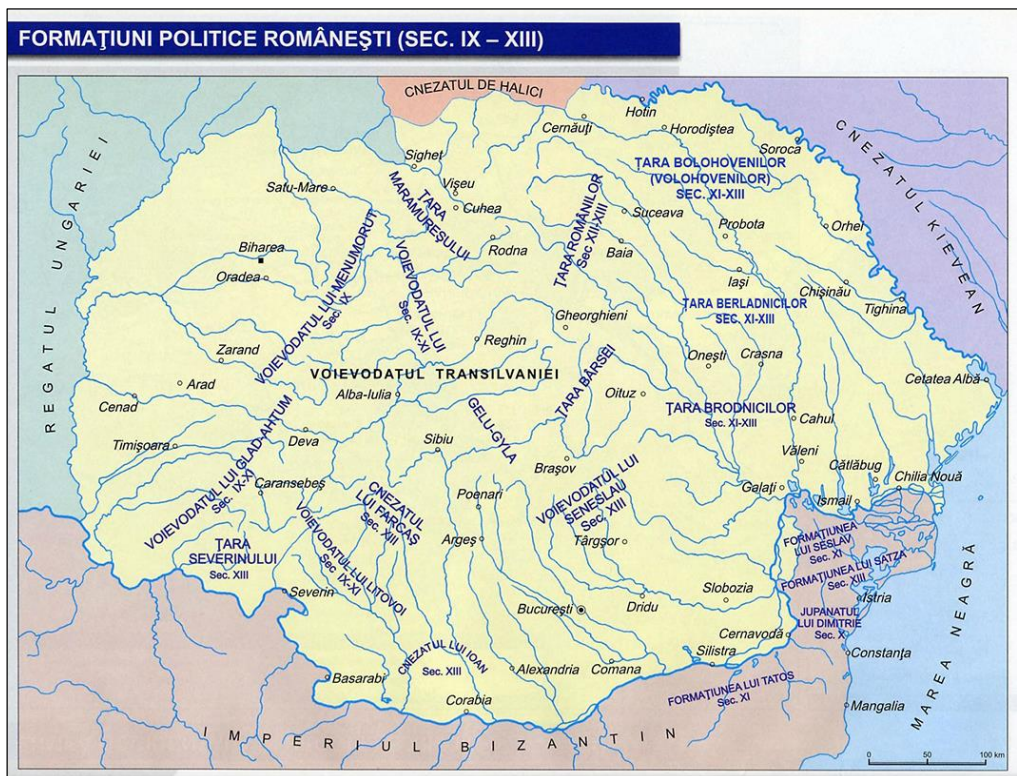 FORMAŢIUNI POLITICE ROMÂNEŞTI (SEC. IX – XIII)
CNEZATUL DE HALICI
REGATUL UNGARIEI
CNEZATUL KIEVEAN
IMPERIUL BIZANTIN
MAREA NEAGRĂ
Hotin
Cernăuţi
Horodiştea
Soroca
ŢARA BOLOHOVENILOR
(VOLOHOVENILOR)
SEC. XI-XIII
Sighet
Satu-Mare
Vişeu
Cuhea
ŢARA
MARAMUREŞULUI
Suceava
Probota
Orhei
ŢARA ROMÂNILOR
Sec XII-XIII
Biharea
Oradea
Rodna
Baia
VOIEVODATUL LUI MENUMORUT
Sec. IX
VOIEVODATUL LUI
Sec. IX-XI
Iaşi
Chişinău
Tighina
ŢARA BERLADNICILOR
SEC. XI-XIII
Gheorghieni
Reghin
Zarand
Oneşti
Crasna
VOIEVODATUL TRANSILVANIEI
Arad
Cenad
Alba-Iulia
GELU-GYLA
ŢARA BÂRSEI
Oituz
Cetatea Albă
ŢARA BRODNICILOR
Sec. XI-XIII
Cahul
Timişoara
Deva
Sibiu
Braşov
Văleni
Cătlăbug
Chilia Nouă
VOIEVODATUL LUI GLAD-AHTUM
Sec. IX-XI
Caransebeş
CNEZATUL
LUI FARCAŞ
Sec. XIII
Poenari
VOIEVODATUL LUI
SENESLAU
Sec. XIII
Galaţi
Ismail
ŢARA
SEVERINULUI
Sec. XIII
VOIEVODATUL LUI LITOVOI
Sec. IX-XI
Argeş
Târgşor
FORMAŢIUNEA
LUI SESLAV
Sec. XI
FORMAŢIUNEA LUI SATZA
Sec. XIII
Severin
Bucureşti
Dridu
Slobozia
Istria
JUPANATUL
LUI DIMITRIE
Sec. X
Cernavodă
Constanţa
CNEZATUL LUI IOAN
Sec. XIII
Basarabi
Alexandria
Comana
Silistra
FORMAŢIUNEA LUI TATOS
Sec. XI
Corabia
Mangalia
0 50 100 km